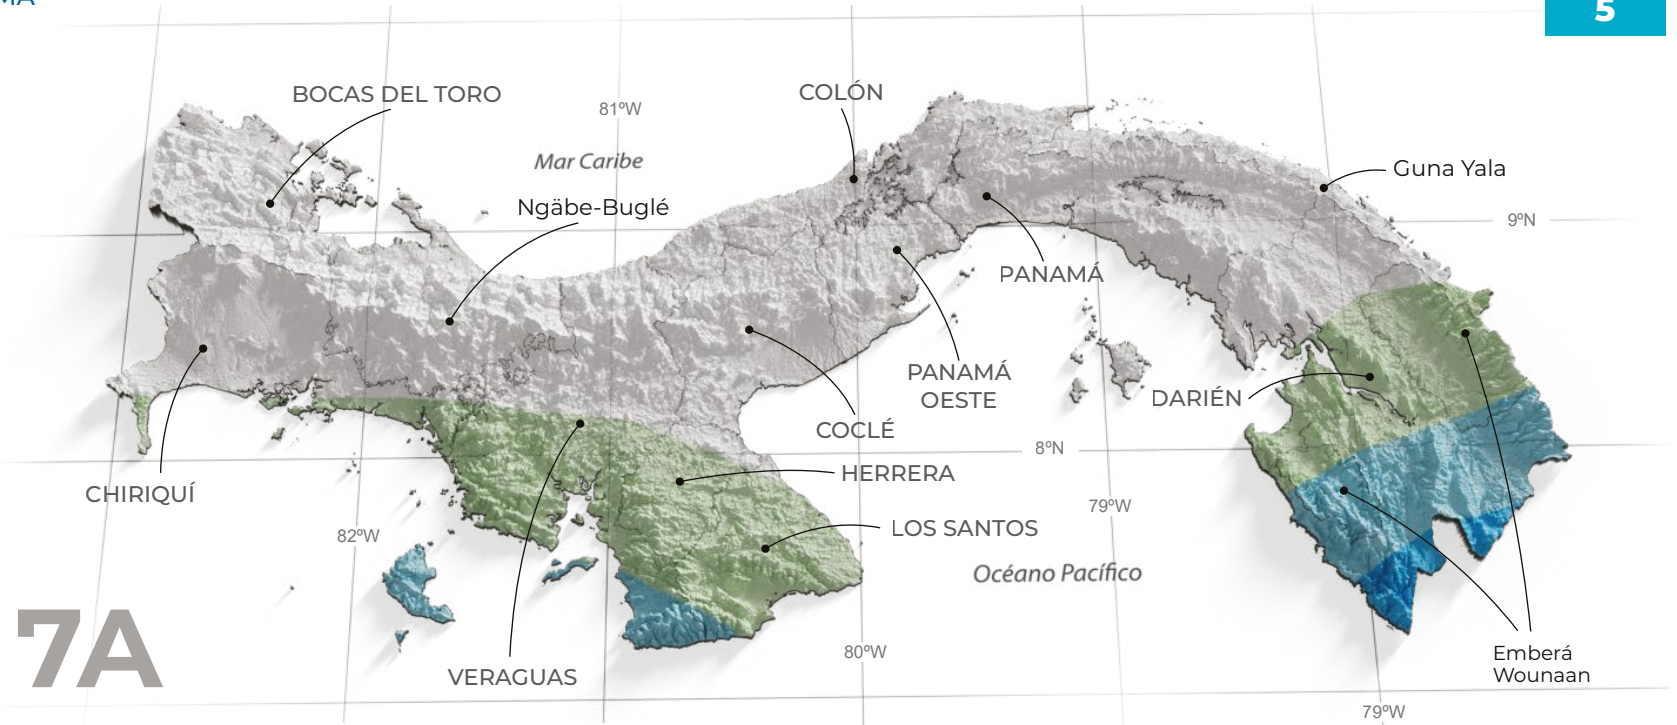 5
BOCAS DEL TORO
81ºW
COLÓN
Mar Caribe
Guna Yala
Ngäbe-Buglé
9ºN
PANAMÁ
PANAMÁ
OESTE
DARIÉN
COCLÉ
8ºN
HERRERA
CHIRIQUÍ
79ºW
LOS SANTOS
82ºW
Océano Pacífico
7A
80ºW
Emberá
Wounaan
VERAGUAS
79ºW